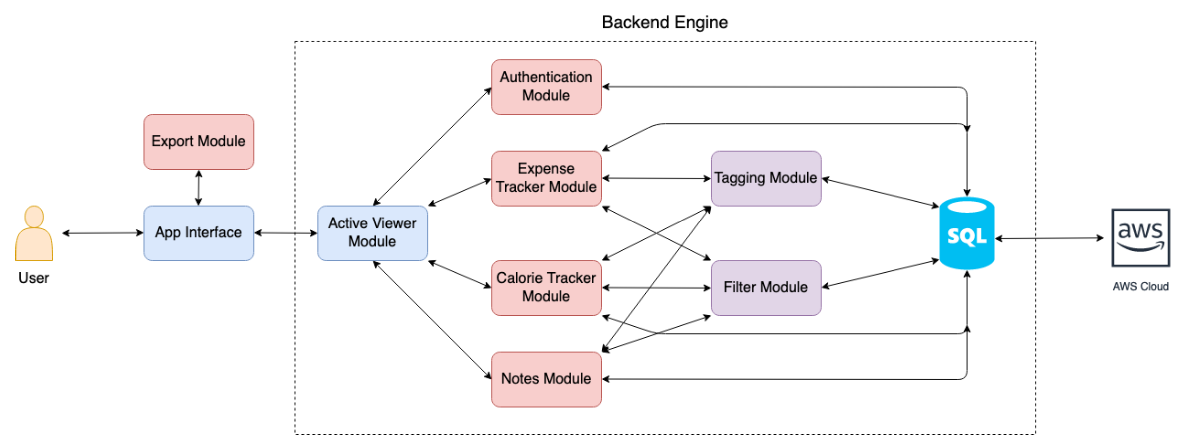 Backend Engine
Authentication
Module
Export Module
Expense
Tracker Module
Tagging Module
App Interface
Active Viewer
Module
SQL
aws
User
Calorie Tracker
Module
Filter Module
AWS Cloud
Notes Module